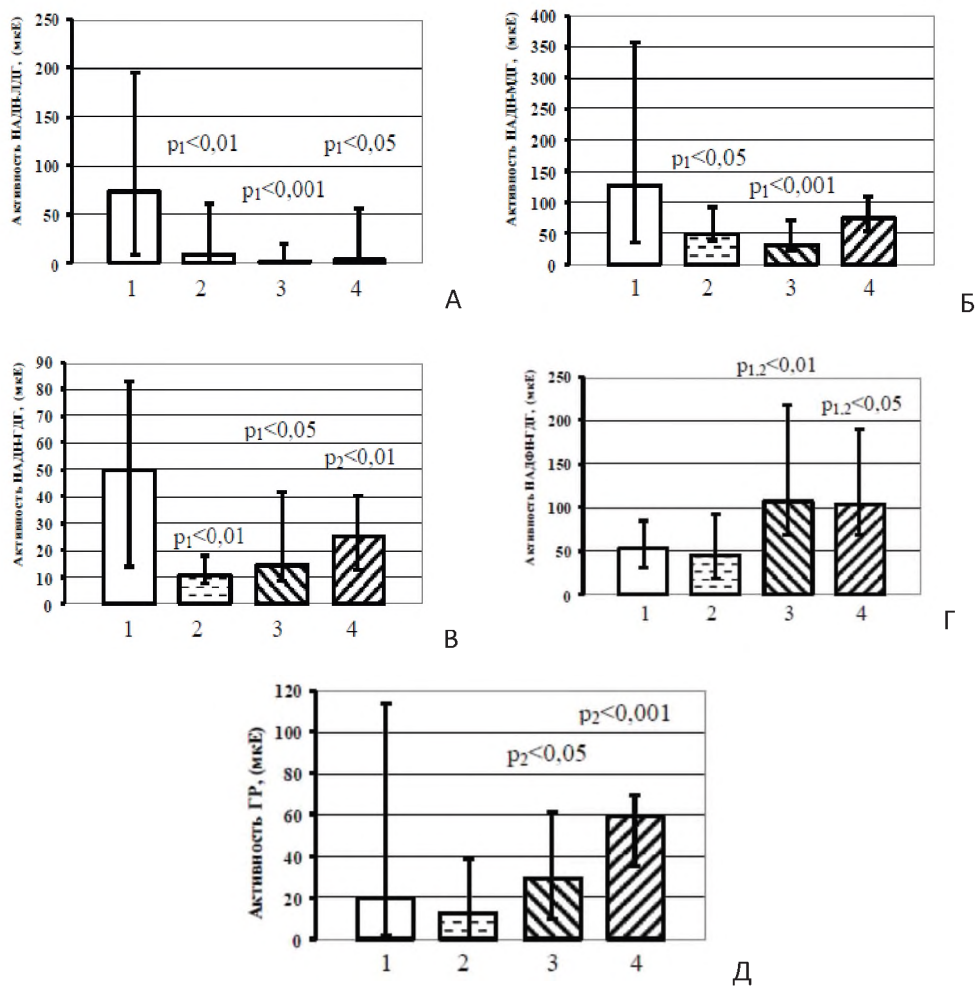 Активность НАДН-ЛДГ, (мкЕ)
250
200
150
100
50
0
p1<0,01
p1<0,05
p1<0,001
1 2 3 4
А
Активность НАДН-МДГ, (мкЕ)
400
350
300
250
200
150
100
50
0
p1<0,05
p1<0,001
1 2 3 4
Б
Активность НАДН-ГДГ, (мкЕ)
90
80
70
60
50
40
30
20
10
0
p1<0,05
p2<0,01
p1<0,01
1 2 3 4
В
Активность НАДФН-ГДГ, (мкЕ)
p1,2<0,01
250
p1,2<0,05
200
150
100
50
0
1 2 3 4
Г
Активность ГР, (мкЕ)
120
100
80
60
40
20
0
p2<0,001
p2<0,05
1 2 3 4
Д